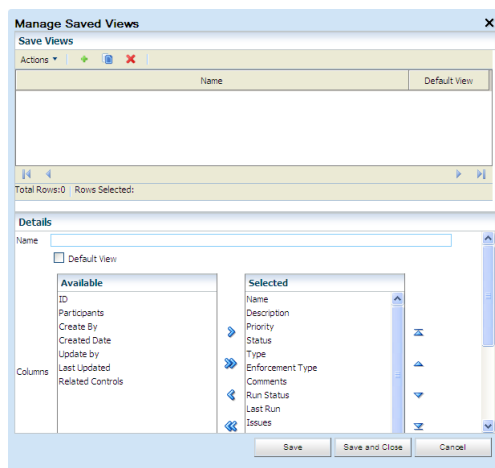 Manage Saved Views
Save Views
Actions
Name Default View
Total Rows:0 Rows Selected:
Details
Name
Default View
Available Selected
ID Name
Participants Description
Create By Priority
Created Date Status
Update by Type
Columns Last Updated Enforcement Type
Related Controls Comments
Run Status
Last Run
Issues
Save Save and Close Cancel